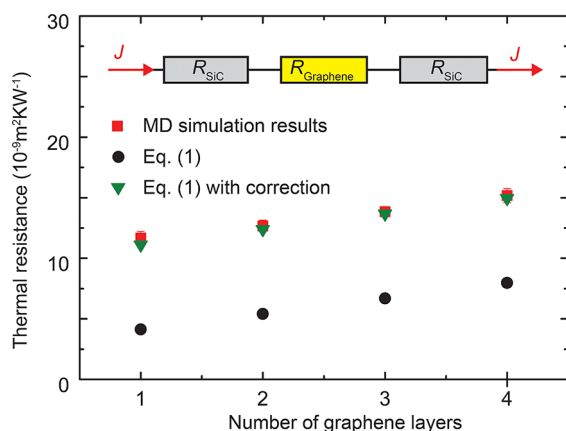 30
20
10
0
Thermal resistance (10⁻⁹m²KW⁻¹)
J
R_SiC
R_Graphene
R_SiC
J
MD simulation results
Eq. (1)
Eq. (1) with correction
1 2 3 4
Number of graphene layers